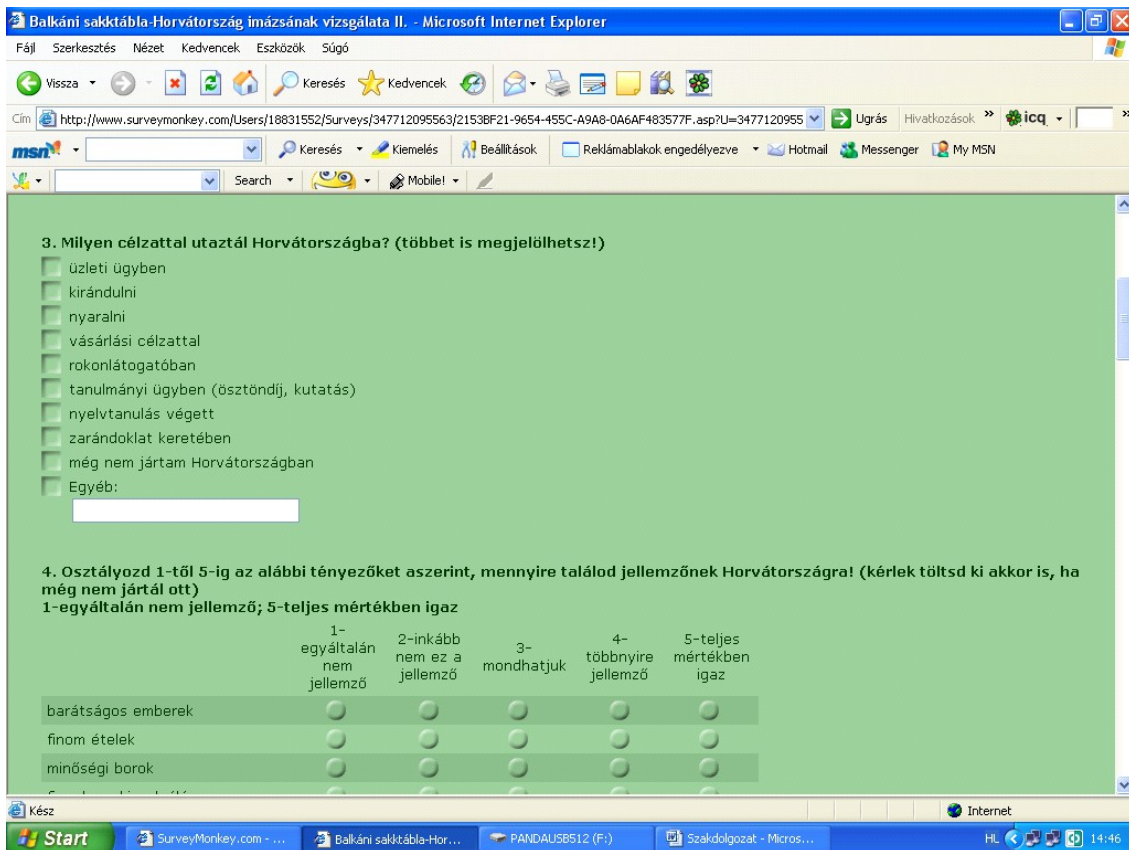 Balkáni sakktábla-Horvátország imázsának vizsgálata II. - Microsoft Internet Explorer
Fájl Szerkesztés Nézet Kedvencek Eszközök Súgó
Vissza Keresés Kedvencek
Cím http://www.surveymonkey.com/Users/18831552/Surveys/347712095563/2153BF21-9654-455C-A9A8-0A6AF483577F.asp?U=3477120955 Ugrás Hivatkozások » icq »
msn Keresés Kiemelés Beállítások Reklámablakok engedélyezve Hotmail Messenger My MSN
Search Mobile!
3. Milyen célzattal utaztál Horvátországba? (többet is megjelölhetsz!)
üzleti ügyben
kirándulni
nyaralni
vásárlási célzattal
rokonlátogatóban
tanulmányi ügyben (ösztöndíj, kutatás)
nyelvtanulás végett
zarándoklat keretében
még nem jártam Horvátországban
Egyéb:
4. Osztályozd 1-től 5-ig az alábbi tényezőket aszerint, mennyire találod jellemzőnek Horvátországra! (kérlek töltsd ki akkor is, ha
még nem jártál ott)
1-egyáltalán nem jellemző; 5-teljes mértékben igaz
1-
egyáltalán
nem
jellemző
2-inkább
nem ez a
jellemző
3-
mondhatjuk
4-
többnyire
jellemző
5-teljes
mértékben
igaz
barátságos emberek
finom ételek
minőségi borok
Kész Internet
Start SurveyMonkey.com - ... Balkáni sakktábla-Hor... PANDAUSB512 (F:) Szakdolgozat - Micros... HU 14:46